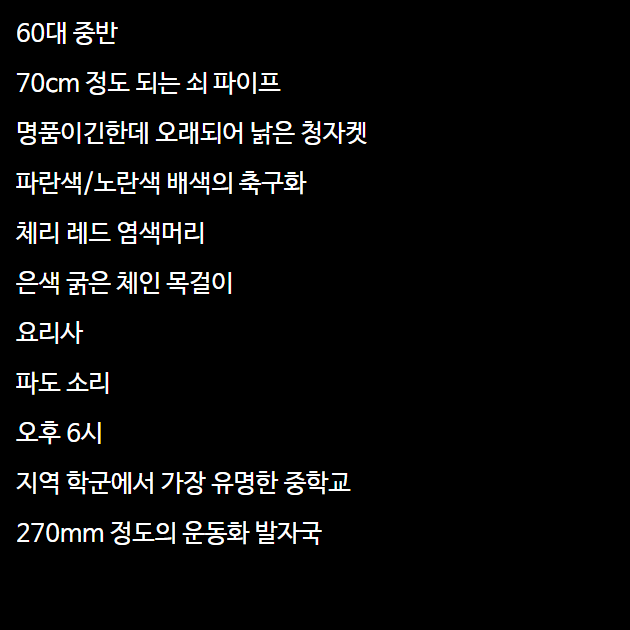 60대 중반
70cm 정도 되는 쇠 파이프
명품이긴한데 오래되어 낡은 청자켓
파란색/노란색 배색의 축구화
체리 레드 염색머리
은색 굵은 체인 목걸이
요리사
파도 소리
오후 6시
지역 학군에서 가장 유명한 중학교
270mm 정도의 운동화 발자국